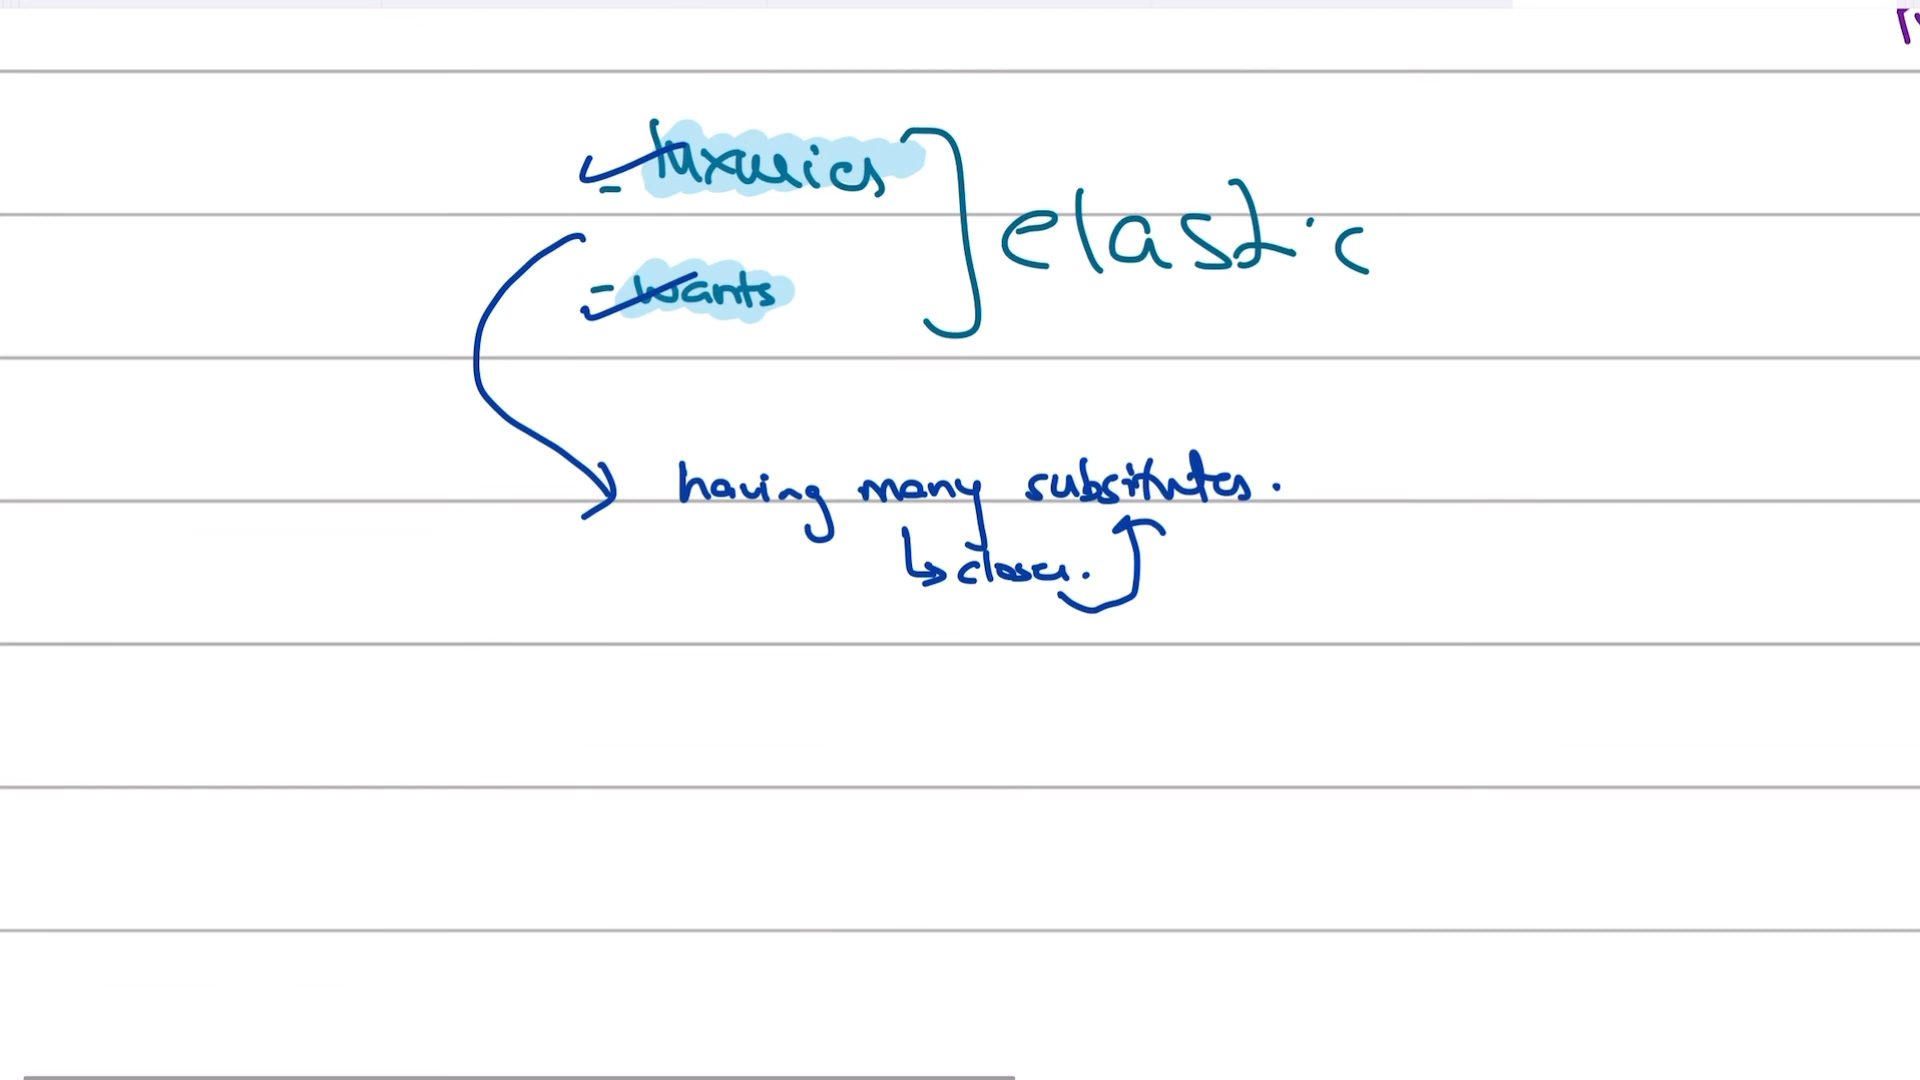 - luxuries
elastic
- wants
having many substitutes.
↳ closer.